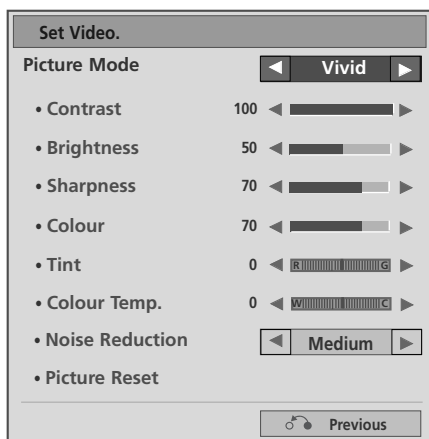 Set Video.
Picture Mode ◀ Vivid ▶
• Contrast 100 ◀ ▶
• Brightness 50 ◀ ▶
• Sharpness 70 ◀ ▶
• Colour 70 ◀ ▶
• Tint 0 ◀ R G ▶
• Colour Temp. 0 ◀ W C ▶
• Noise Reduction ◀ Medium ▶
• Picture Reset
Previous